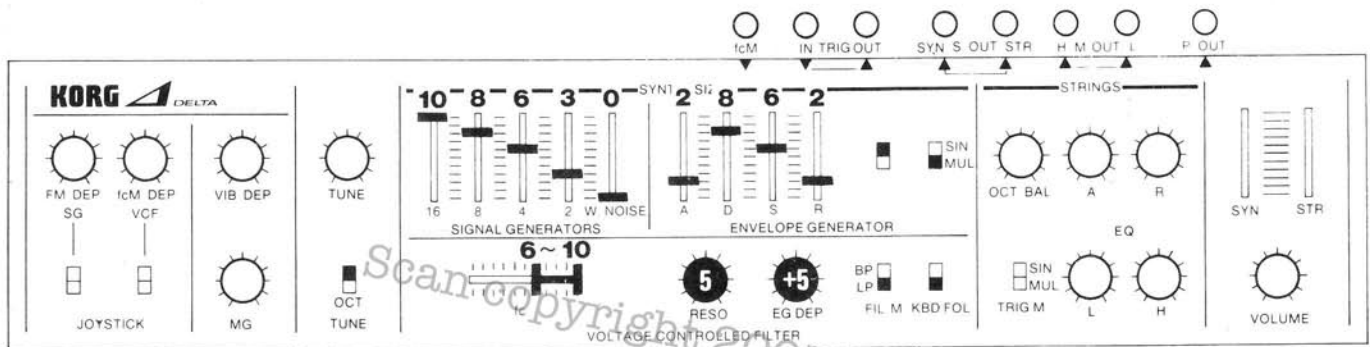 fcM IN TRIG OUT SYN S OUT STR H M OUT L P OUT
KORG DELTA
STRINGS
10 8 6 3 0 2 8 6 2
SIN
MUL
FM DEP fcM DEP VIB DEP TUNE
16 8 4 2 W NOISE A D S R
OCT BAL A R
SG VCF
SYN STR
SIGNAL GENERATORS ENVELOPE GENERATOR
EQ
6~10
5 +5
BP
LP
SIN
MUL
OCT
RESO EG DEP FIL M KBD FOL
TRIG M L H
JOYSTICK MG TUNE
VOLTAGE CONTROLLED FILTER
VOLUME
Scan copyright